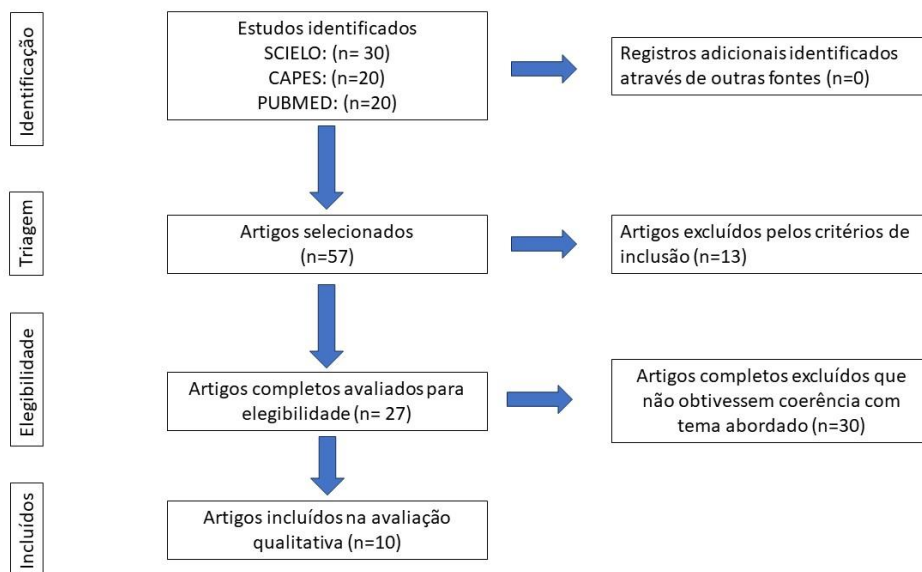 Identificação
Estudos identificados
SCIELO: (n= 30)
CAPES: (n=20)
PUBMED: (n=20)
Registros adicionais identificados
através de outras fontes (n=0)
Triagem
Artigos selecionados
(n=57)
Artigos excluídos pelos critérios de
inclusão (n=13)
Elegibilidade
Artigos completos avaliados para
elegibilidade (n= 27)
Artigos completos excluídos que
não obtivessem coerência com
tema abordado (n=30)
Incluídos
Artigos incluídos na avaliação
qualitativa (n=10)